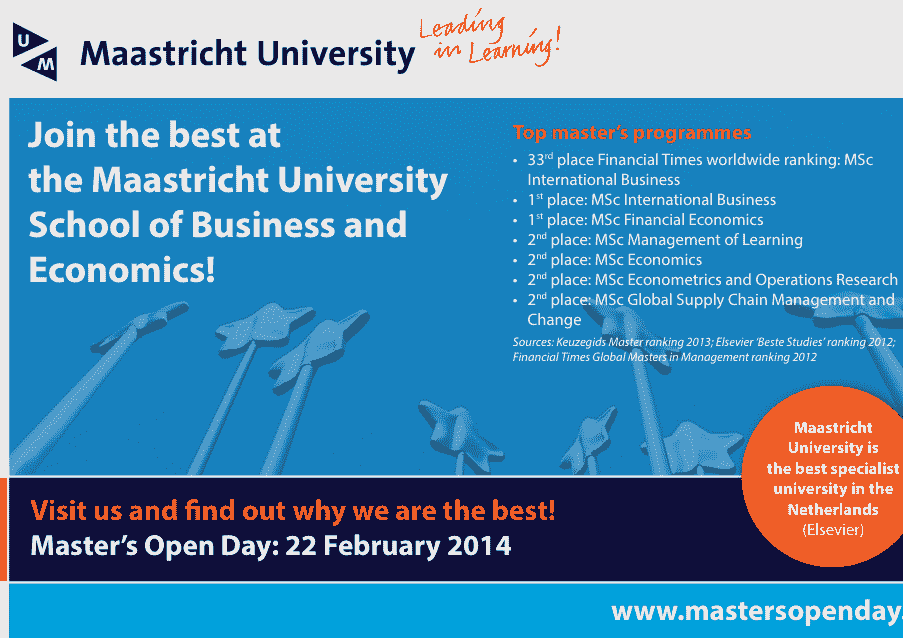 U
M
Maastricht University
Leading
in Learning!
Join the best at
the Maastricht University
School of Business and
Economics!
Top master's programmes
• 33rd place Financial Times worldwide ranking: MSc
International Business
• 1st place: MSc International Business
• 1st place: MSc Financial Economics
• 2nd place: MSc Management of Learning
• 2nd place: MSc Economics
• 2nd place: MSc Econometrics and Operations Research
• 2nd place: MSc Global Supply Chain Management and
Change
Sources: Keuzegids Master ranking 2013; Elsevier ‘Beste Studies’ ranking 2012;
Financial Times Global Masters in Management ranking 2012
Maastricht
University is
the best specialist
university in the
Netherlands
(Elsevier)
Visit us and find out why we are the best!
Master’s Open Day: 22 February 2014
www.mastersopenday.